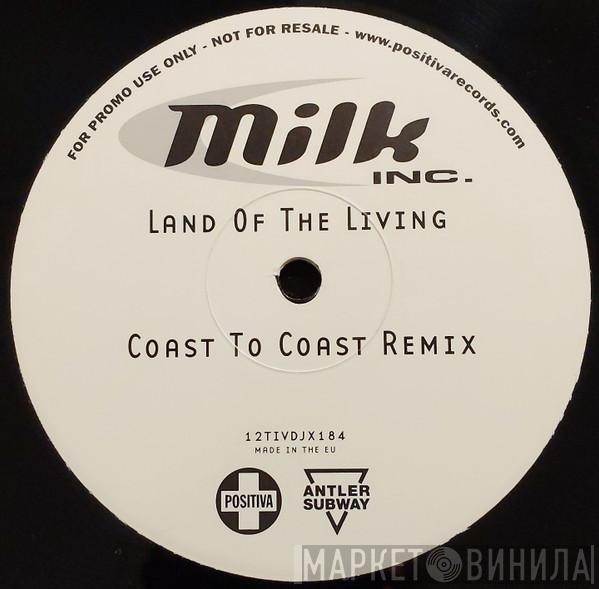 FOR PROMO USE ONLY - NOT FOR RESALE - www.positivarecords.com
Milk
INC.
LAND OF THE LIVING
COAST TO COAST REMIX
12TIVDJX184
MADE IN THE EU
POSITIVA
ANTLER
SUBWAY
МАРКЕТ ВИНИЛА